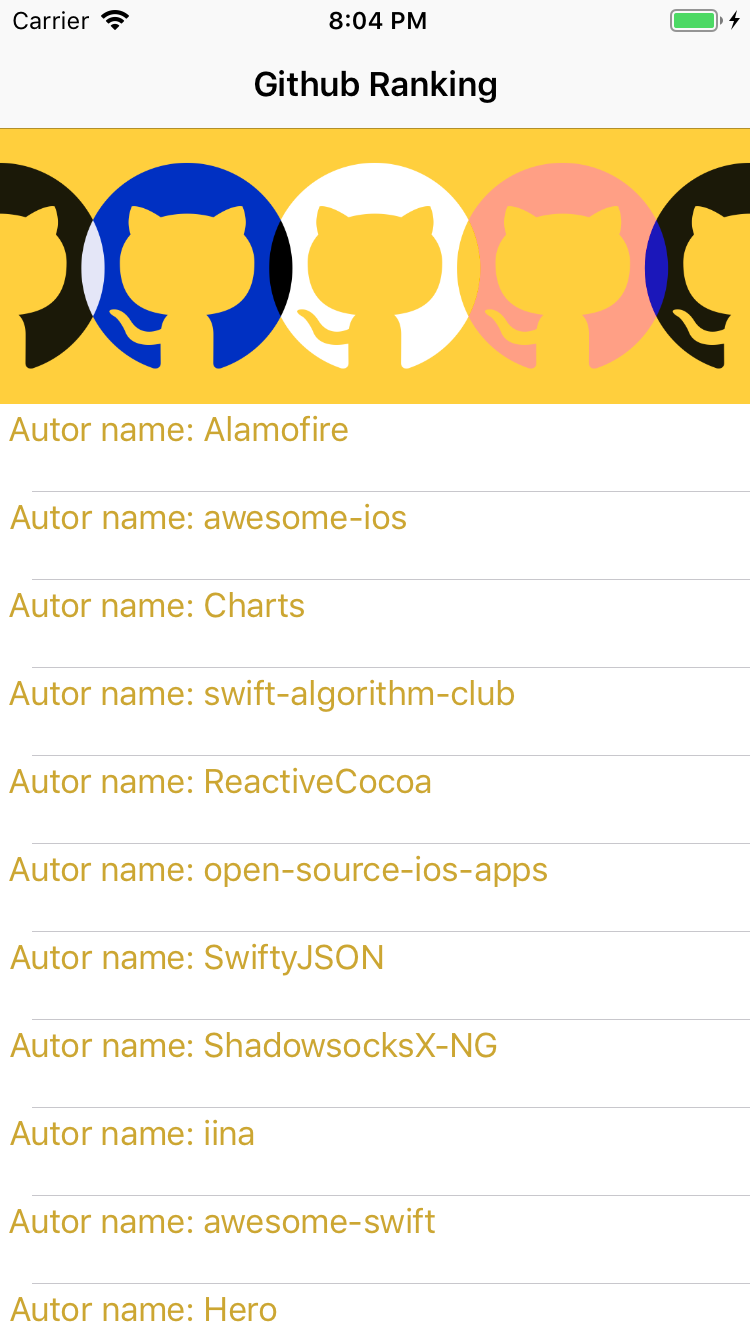 Carrier 8:04 PM
Github Ranking
Autor name: Alamofire
Autor name: awesome-ios
Autor name: Charts
Autor name: swift-algorithm-club
Autor name: ReactiveCocoa
Autor name: open-source-ios-apps
Autor name: SwiftyJSON
Autor name: ShadowsocksX-NG
Autor name: iina
Autor name: awesome-swift
Autor name: Hero